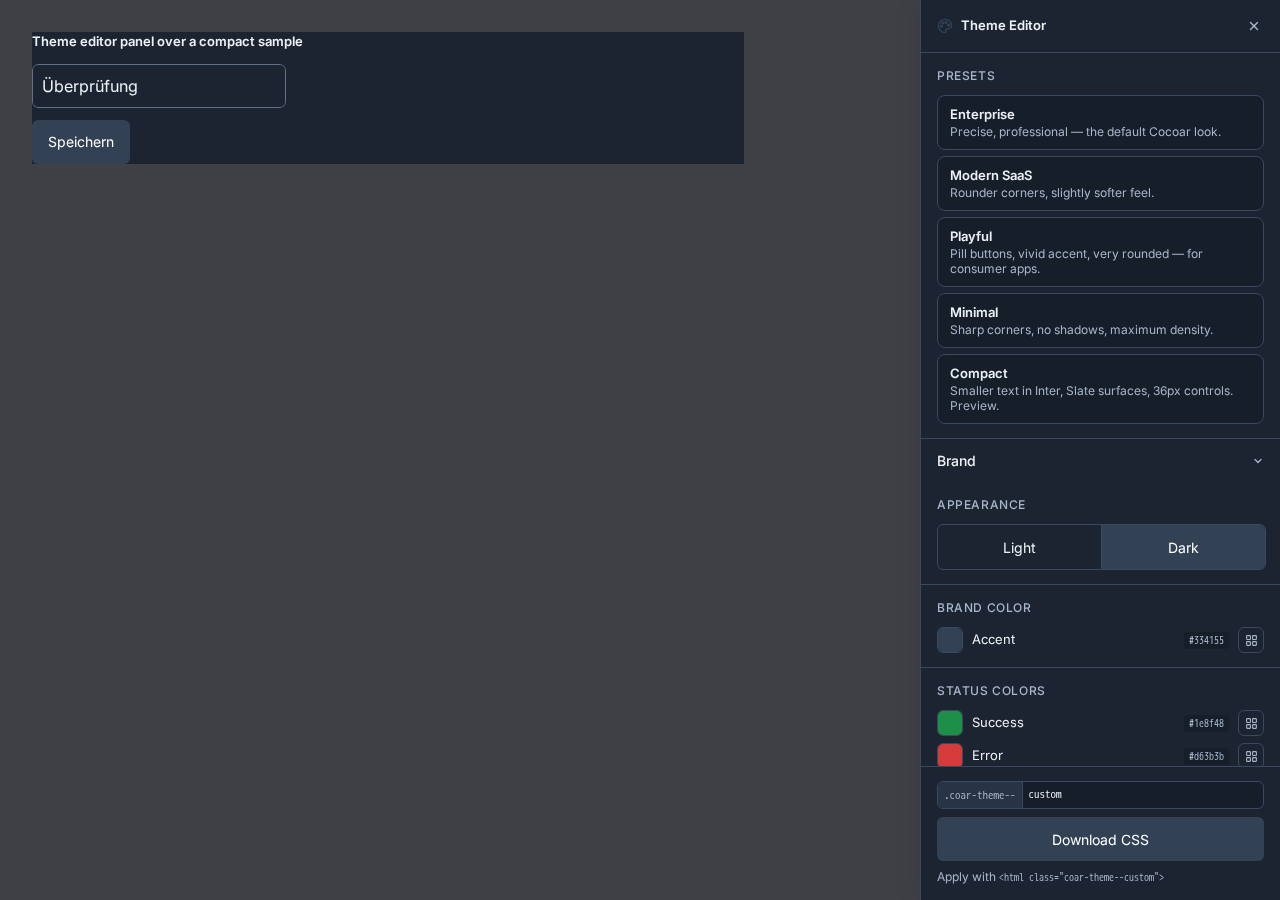 Theme editor panel over a compact sample
Überprüfung
Speichern
Theme Editor
PRESETS
Enterprise
Precise, professional — the default Cocoar look.
Modern SaaS
Rounder corners, slightly softer feel.
Playful
Pill buttons, vivid accent, very rounded — for
consumer apps.
Minimal
Sharp corners, no shadows, maximum density.
Compact
Smaller text in Inter, Slate surfaces, 36px controls.
Preview.
Brand
APPEARANCE
Light Dark
BRAND COLOR
Accent #334155
STATUS COLORS
Success #1e8f48
Error #d63b3b
.coar-theme-- custom
Download CSS
Apply with <html class="coar-theme--custom">